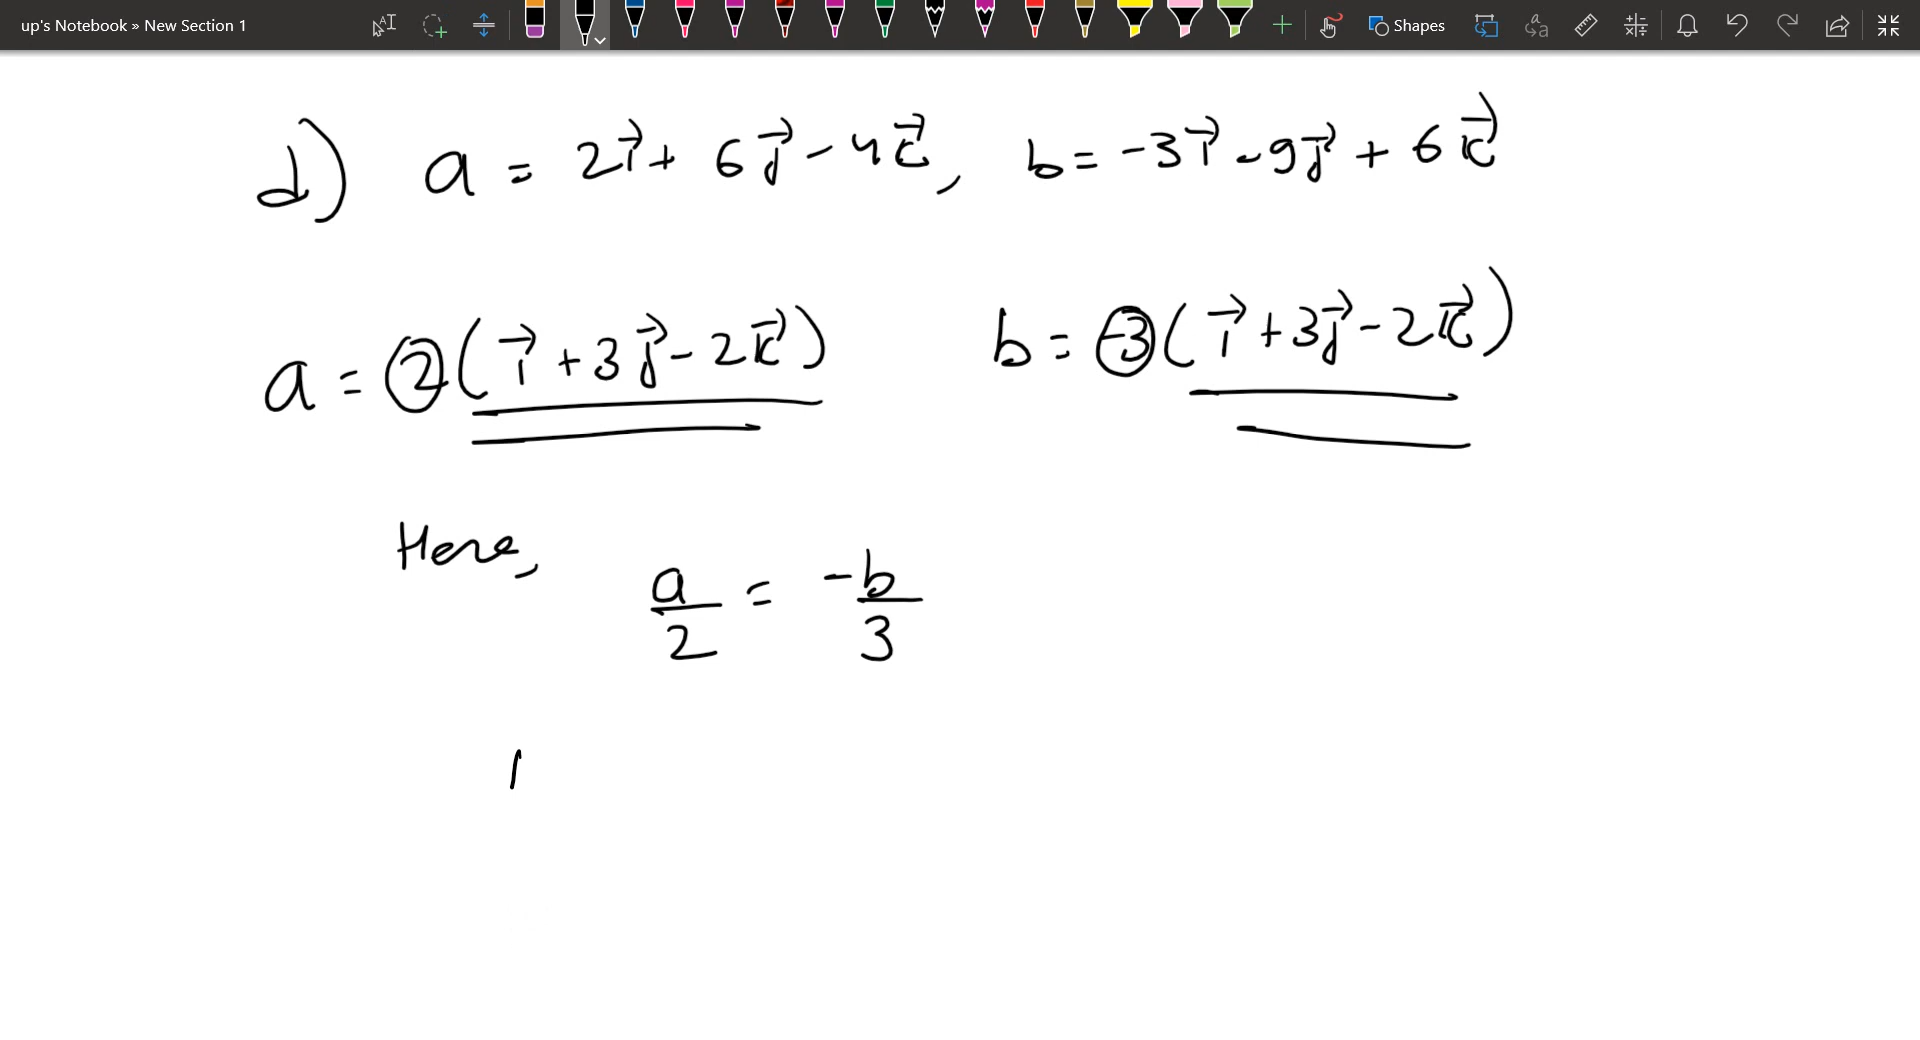 up's Notebook » New Section 1
Shapes
d) a = 2i⃗ + 6j⃗ - 4k⃗, b = -3i⃗ - 9j⃗ + 6k⃗
a = 2(i⃗ + 3j⃗ - 2k⃗) b = -3(i⃗ + 3j⃗ - 2k⃗)
Here,
a/2 = -b/3